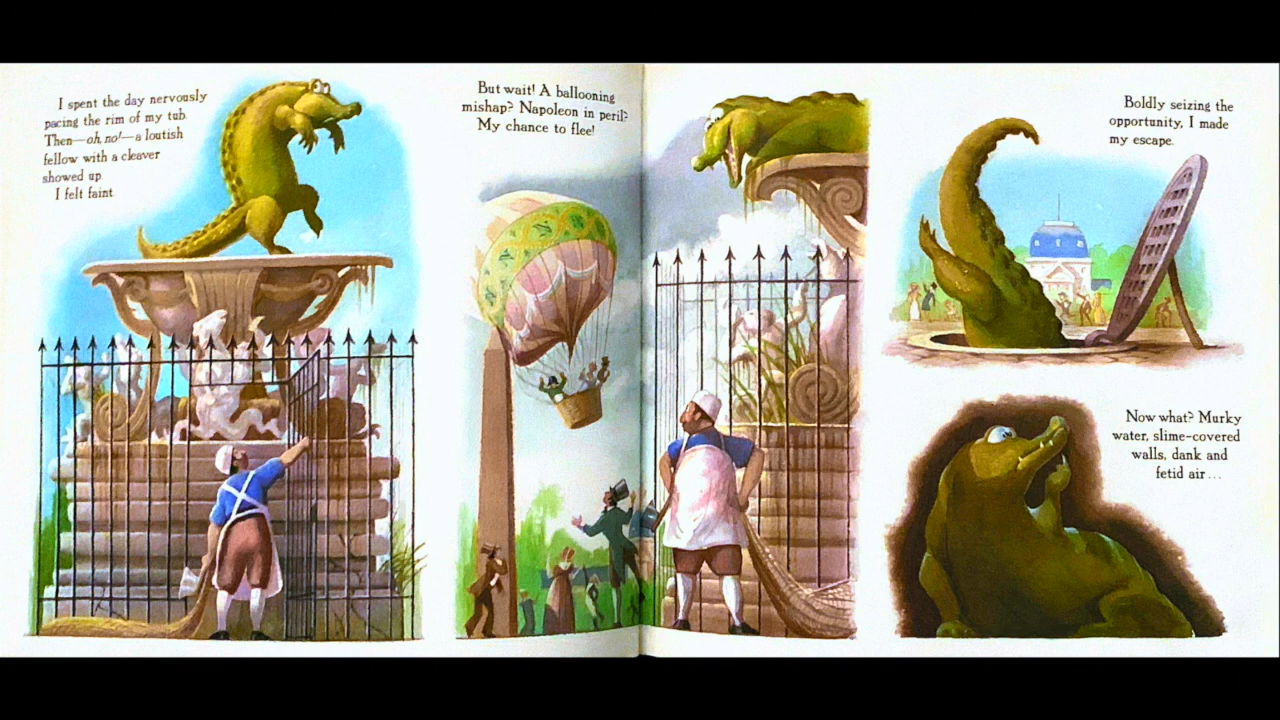 I spent the day nervously
pacing the rim of my tub.
Then—oh, no!—a loutish
fellow with a cleaver
showed up.
I felt faint.
But wait! A ballooning
mishap? Napoleon in peril?
My chance to flee!
Boldly seizing the
opportunity, I made
my escape.
Now what? Murky
water, slime-covered
walls, dank and
fetid air...